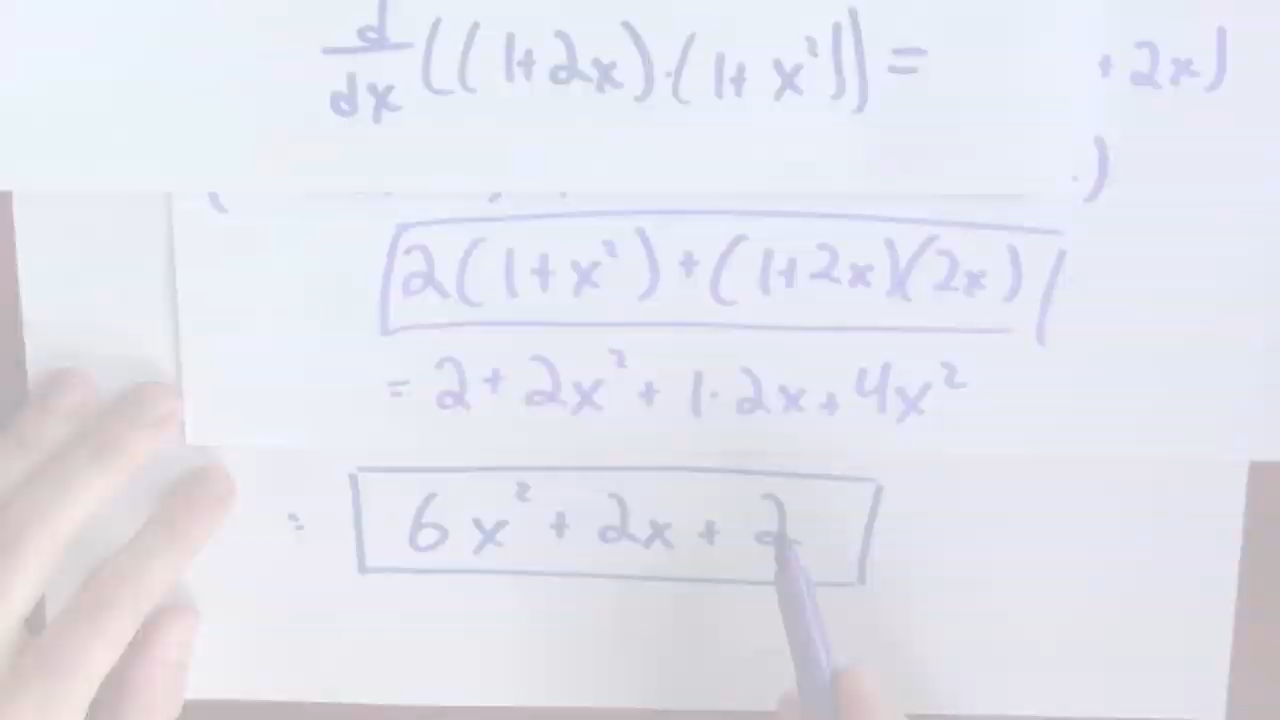 d/dx ((1+2x)·(1+x²)) = + 2x)
2(1+x²)+(1+2x)(2x)
= 2 + 2x² + 1·2x + 4x²
= 6x² + 2x + 2